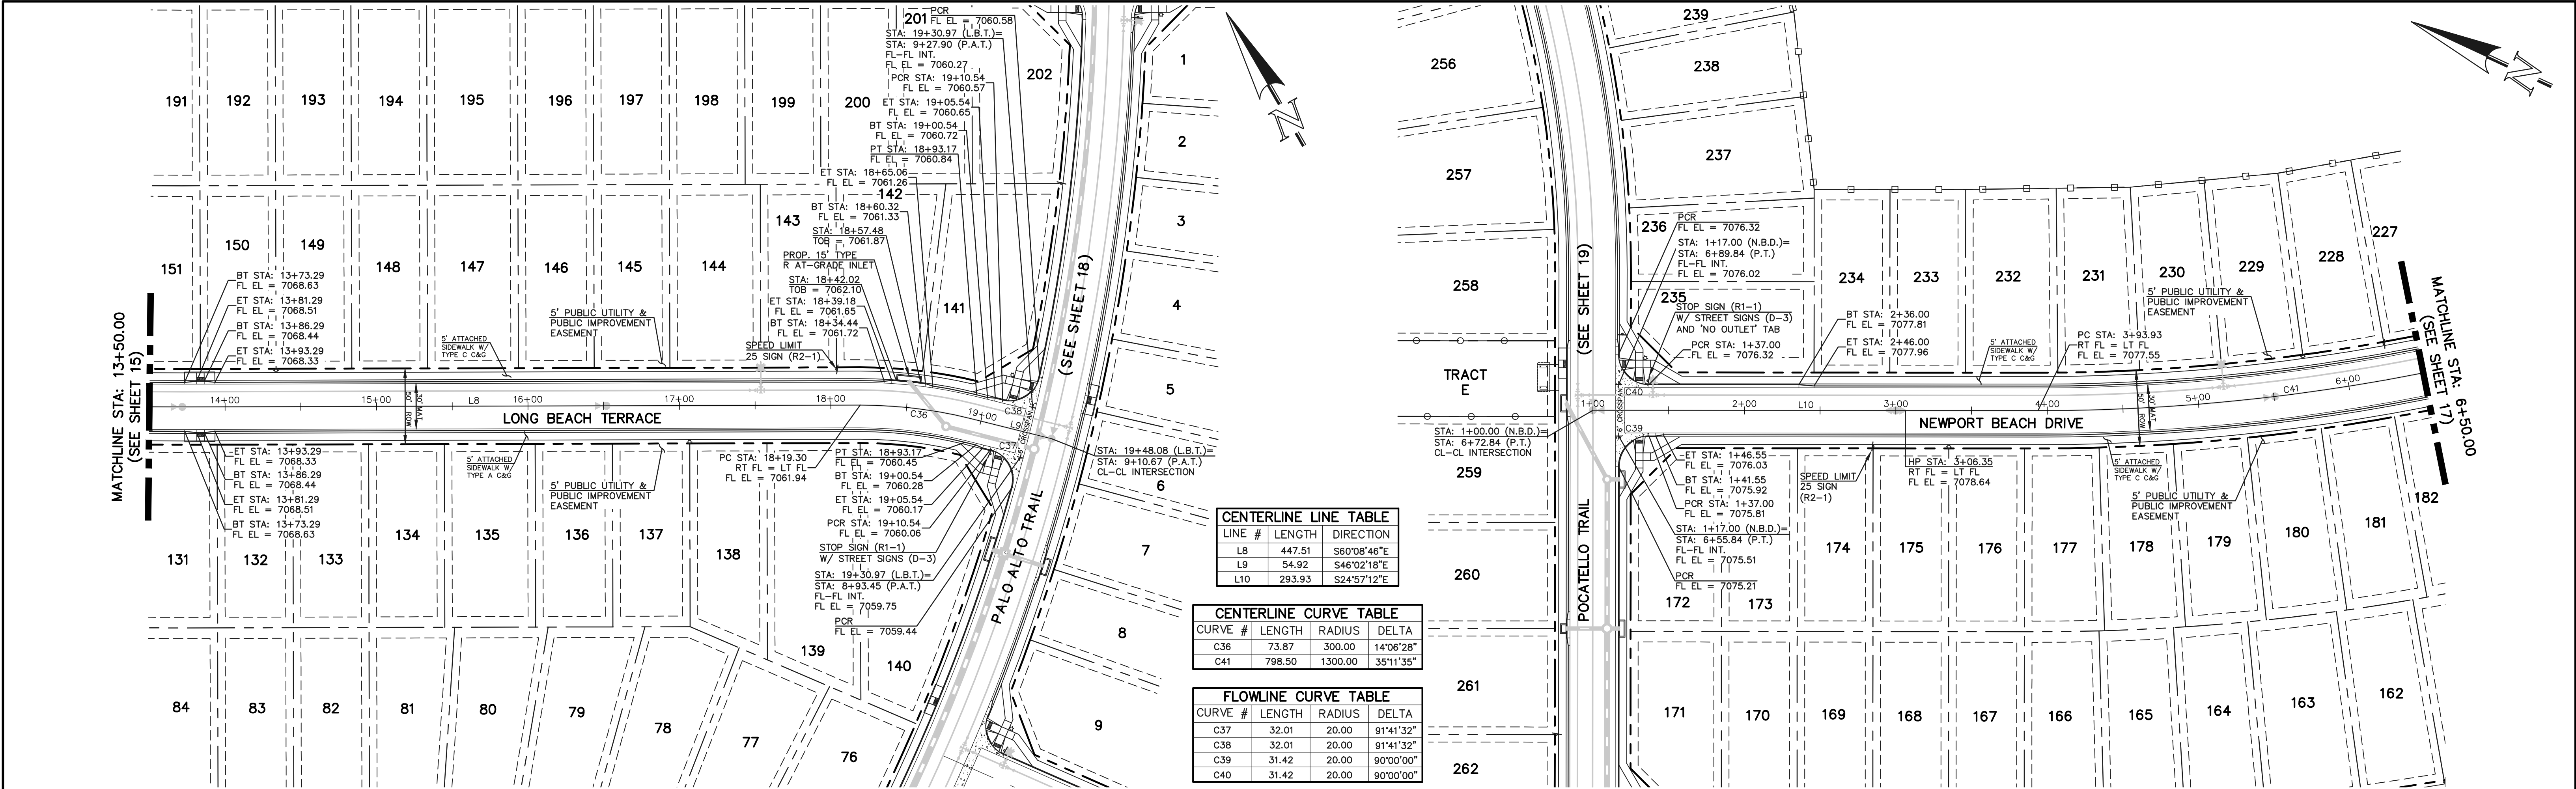 MATCHLINE STA: 13+50.00
(SEE SHEET 15)
191
192
193
194
195
196
197
198
199
200
201
202
151
150
149
148
147
146
145
144
143
142
141
PCR
FL EL = 7060.58
STA: 19+30.97 (L.B.T.)=
STA: 9+27.90 (P.A.T.)
FL-FL INT.
FL EL = 7060.27
PCR STA: 19+10.54
FL EL = 7060.57
ET STA: 19+05.54
FL EL = 7060.65
BT STA: 19+00.54
FL EL = 7060.72
PT STA: 18+93.17
FL EL = 7060.84
ET STA: 18+65.06
FL EL = 7061.26
BT STA: 18+60.32
FL EL = 7061.33
STA: 18+57.48
TOB = 7061.87
PROP. 15' TYPE
R AT-GRADE INLET
STA: 18+42.02
TOB = 7062.10
ET STA: 18+39.18
FL EL = 7061.65
BT STA: 18+34.44
FL EL = 7061.72
SPEED LIMIT
25 SIGN (R2-1)
BT STA: 13+73.29
FL EL = 7068.63
ET STA: 13+81.29
FL EL = 7068.51
BT STA: 13+86.29
FL EL = 7068.44
ET STA: 13+93.29
FL EL = 7068.33
5' ATTACHED
SIDEWALK W/
TYPE C C&G
5' PUBLIC UTILITY &
PUBLIC IMPROVEMENT
EASEMENT
14+00
15+00
L8
16+00
17+00
18+00
C36
19+00
L9
C38
C37
6' CROSSPAN
30' MAT
50' ROW
LONG BEACH TERRACE
ET STA: 13+93.29
FL EL = 7068.33
BT STA: 13+86.29
FL EL = 7068.44
ET STA: 13+81.29
FL EL = 7068.51
BT STA: 13+73.29
FL EL = 7068.63
5' ATTACHED
SIDEWALK W/
TYPE A C&G
5' PUBLIC UTILITY &
PUBLIC IMPROVEMENT
EASEMENT
PC STA: 18+19.30
RT FL = LT FL
FL EL = 7061.94
PT STA: 18+93.17
FL EL = 7060.45
BT STA: 19+00.54
FL EL = 7060.28
ET STA: 19+05.54
FL EL = 7060.17
PCR STA: 19+10.54
FL EL = 7060.06
STOP SIGN (R1-1)
W/ STREET SIGNS (D-3)
STA: 19+30.97 (L.B.T.)=
STA: 8+93.45 (P.A.T.)
FL-FL INT.
FL EL = 7059.75
PCR
FL EL = 7059.44
STA: 19+48.08 (L.B.T.)=
STA: 9+10.67 (P.A.T.)
CL-CL INTERSECTION
(SEE SHEET 18)
PALO ALTO TRAIL
131
132
133
134
135
136
137
138
139
140
84
83
82
81
80
79
78
77
76
1
2
3
4
5
6
7
8
9
N
CENTERLINE LINE TABLE
LINE # LENGTH DIRECTION
L8 447.51 S60°08'46"E
L9 54.92 S46°02'18"E
L10 293.93 S24°57'12"E
CENTERLINE CURVE TABLE
CURVE # LENGTH RADIUS DELTA
C36 73.87 300.00 14°06'28"
C41 798.50 1300.00 35°11'35"
FLOWLINE CURVE TABLE
CURVE # LENGTH RADIUS DELTA
C37 32.01 20.00 91°41'32"
C38 32.01 20.00 91°41'32"
C39 31.42 20.00 90°00'00"
C40 31.42 20.00 90°00'00"
256
257
258
TRACT
E
259
260
261
262
STA: 1+00.00 (N.B.D.)=
STA: 6+72.84 (P.T.)
CL-CL INTERSECTION
(SEE SHEET 19)
POCATELLO TRAIL
239
238
237
236
235
234
233
232
231
230
229
228
227
PCR
FL EL = 7076.32
STA: 1+17.00 (N.B.D.)=
STA: 6+89.84 (P.T.)
FL-FL INT.
FL EL = 7076.02
STOP SIGN (R1-1)
W/ STREET SIGNS (D-3)
AND 'NO OUTLET' TAB
PCR STA: 1+37.00
FL EL = 7076.32
BT STA: 2+36.00
FL EL = 7077.81
ET STA: 2+46.00
FL EL = 7077.96
5' ATTACHED
SIDEWALK W/
TYPE C C&G
PC STA: 3+93.93
RT FL = LT FL
FL EL = 7077.55
5' PUBLIC UTILITY &
PUBLIC IMPROVEMENT
EASEMENT
1+00
C40
C39
6' CROSSPAN
2+00
L10
3+00
4+00
5+00
C41
6+00
30' MAT
50' ROW
NEWPORT BEACH DRIVE
ET STA: 1+46.55
FL EL = 7076.03
BT STA: 1+41.55
FL EL = 7075.92
PCR STA: 1+37.00
FL EL = 7075.81
STA: 1+17.00 (N.B.D.)=
STA: 6+55.84 (P.T.)
FL-FL INT.
FL EL = 7075.51
PCR
FL EL = 7075.21
SPEED LIMIT
25 SIGN
(R2-1)
HP STA: 3+06.35
RT FL = LT FL
FL EL = 7078.64
5' ATTACHED
SIDEWALK W/
TYPE C C&G
5' PUBLIC UTILITY &
PUBLIC IMPROVEMENT
EASEMENT
172
173
174
175
176
177
178
179
180
181
182
171
170
169
168
167
166
165
164
163
162
MATCHLINE STA: 6+50.00
(SEE SHEET 17)
N